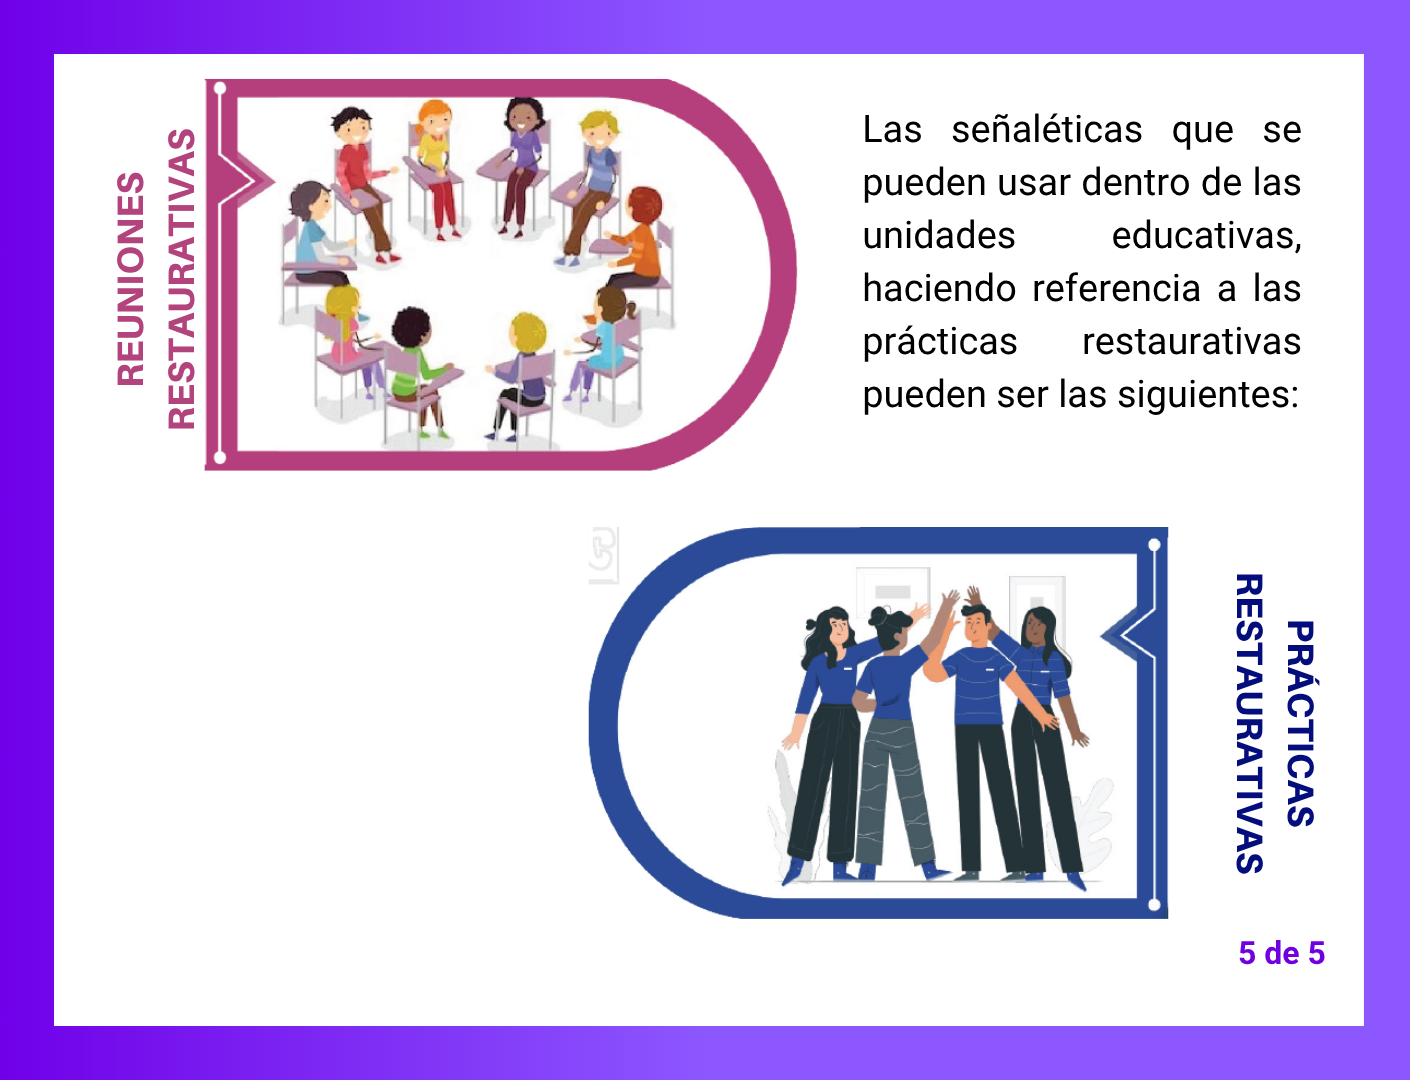 REUNIONES
RESTAURATIVAS
Las señaléticas que se
pueden usar dentro de las
unidades educativas,
haciendo referencia a las
prácticas restaurativas
pueden ser las siguientes:
PRÁCTICAS
RESTAURATIVAS
5 de 5